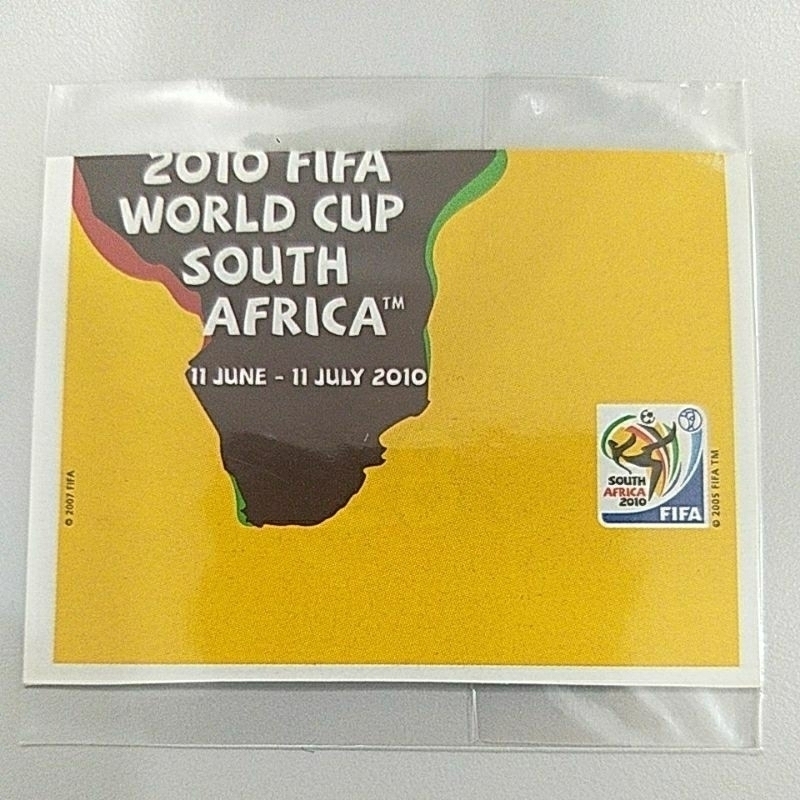 2010 FIFA
WORLD CUP
SOUTH
AFRICA™
11 JUNE - 11 JULY 2010
© 2007 FIFA
SOUTH
AFRICA
2010
FIFA
© 2005 FIFA TM